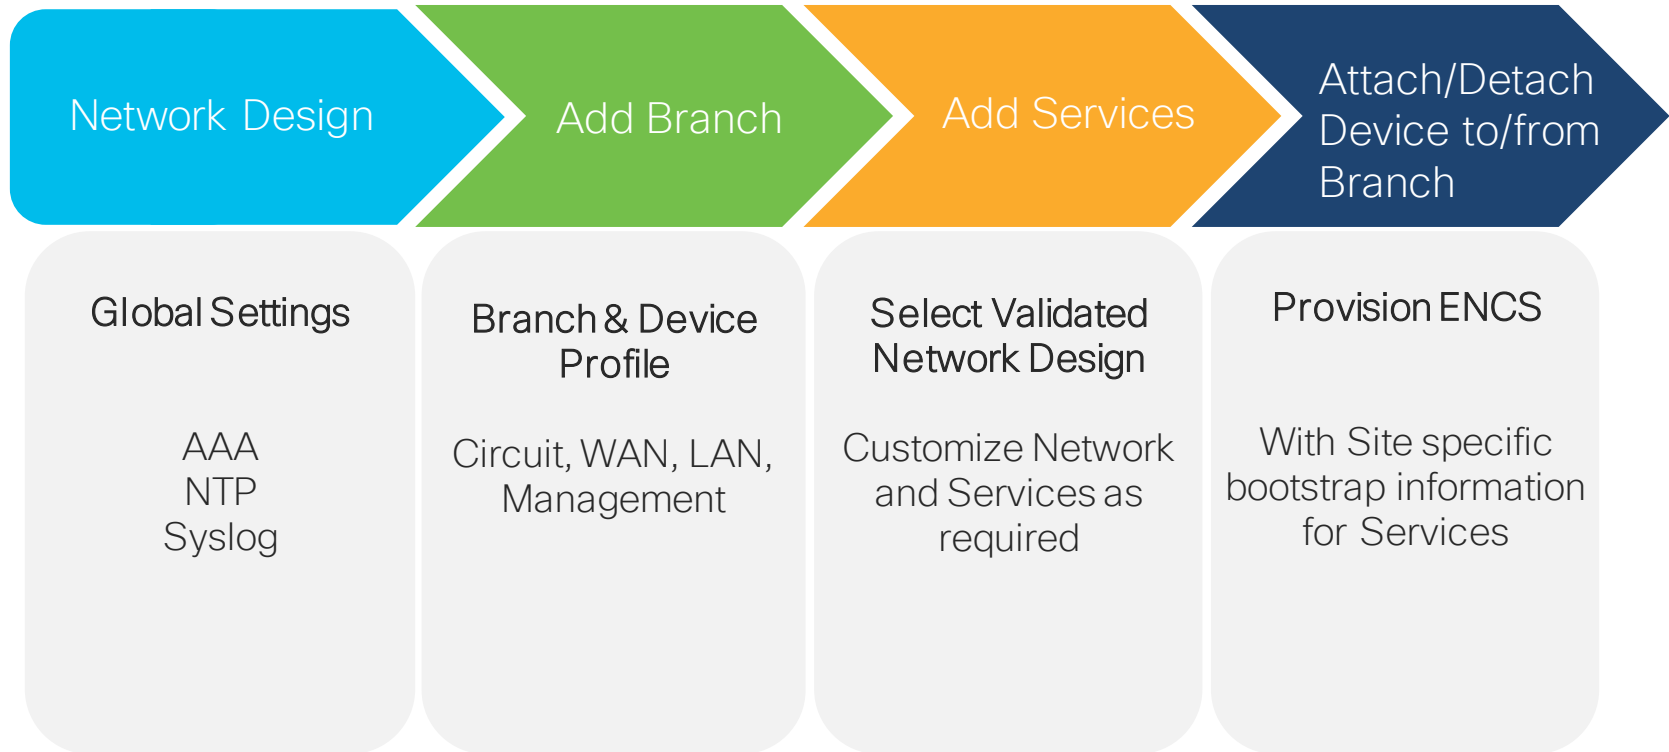 Network Design
Add Branch
Add Services
Attach/Detach
Device to/from
Branch
Global Settings
AAA
NTP
Syslog
Branch & Device
Profile
Circuit, WAN, LAN,
Management
Select Validated
Network Design
Customize Network
and Services as
required
Provision ENCS
With Site specific
bootstrap information
for Services